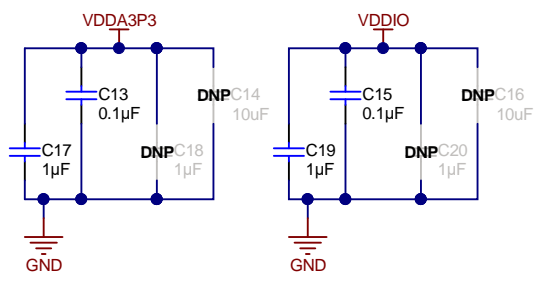 VDDA3P3
VDDIO
C13
0.1µF
DNP C14
10uF
C15
0.1µF
DNP C16
10uF
C17
1µF
DNP C18
1µF
C19
1µF
DNP C20
1µF
GND
GND